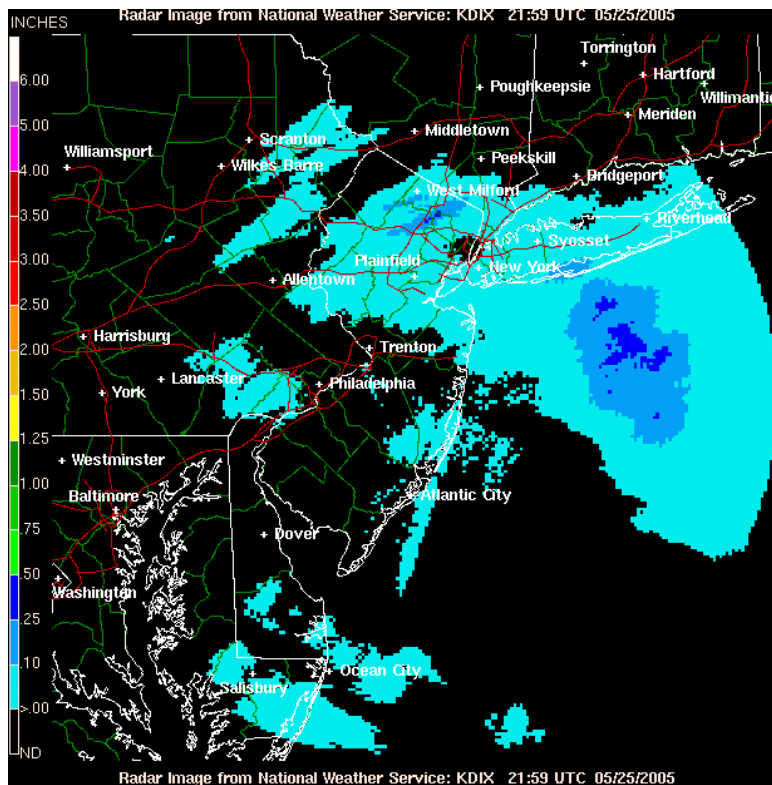 Radar Image from National Weather Service: KDIX 21:59 UTC 05/25/2005
INCHES
6.00
5.00
4.00
3.50
3.00
2.50
2.00
1.50
1.25
1.00
.75
.50
.25
.10
>.00
ND
Torrington
Hartford
Poughkeepsie
Willimantic
Meriden
Middletown
Scranton
Williamsport
Wilkes Barre
Peekskill
Bridgeport
West Milford
Riverhead
Syosset
Plainfield
New York
Allentown
Harrisburg
Trenton
Lancaster
Philadelphia
York
Westminster
Baltimore
Atlantic City
Dover
Washington
Ocean City
Salisbury
Radar Image from National Weather Service: KDIX 21:59 UTC 05/25/2005